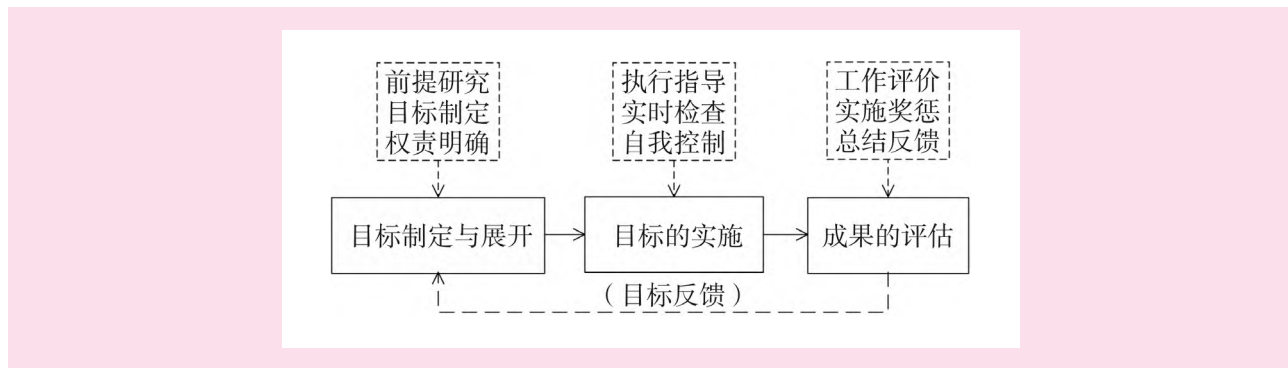 前提研究
目标制定
权责明确
执行指导
实时检查
自我控制
工作评价
实施奖惩
总结反馈
目标制定与展开
目标的实施
成果的评估
（目标反馈）